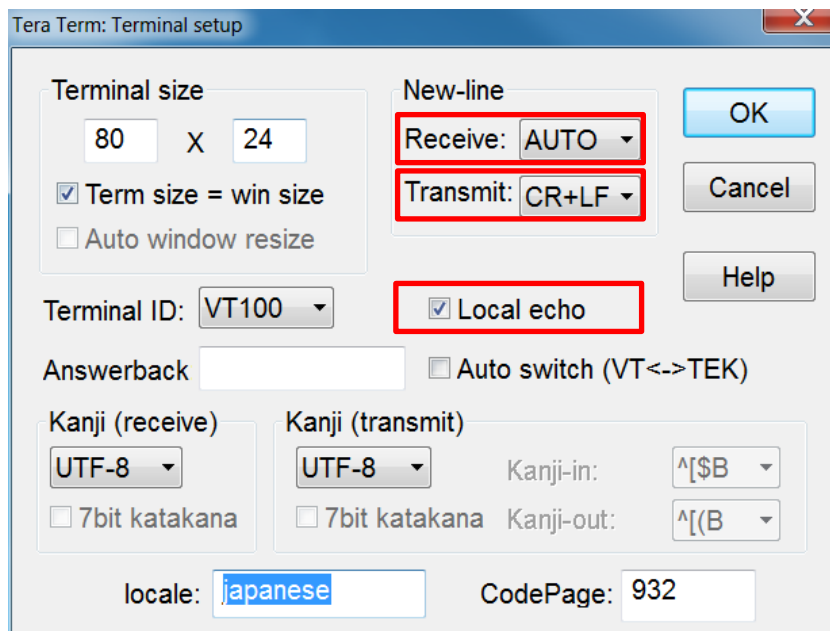 Tera Term: Terminal setup
Terminal size
80 X 24
Term size = win size
Auto window resize
New-line
Receive: AUTO
Transmit: CR+LF
OK
Cancel
Help
Terminal ID: VT100
Local echo
Answerback
Auto switch (VT<->TEK)
Kanji (receive)
UTF-8
7bit katakana
Kanji (transmit)
UTF-8
7bit katakana
Kanji-in: ^[$B
Kanji-out: ^[(B
locale: japanese
CodePage: 932